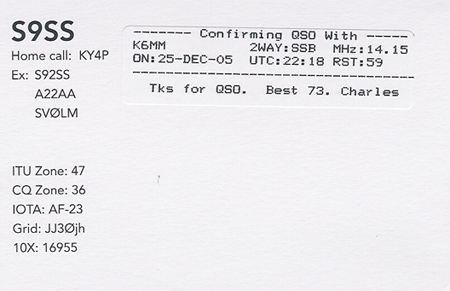 S9SS
Home call: KY4P
Ex: S92SS
A22AA
SVØLM
ITU Zone: 47
CQ Zone: 36
IOTA: AF-23
Grid: JJ3Øjh
10X: 16955
-------- Confirming QSO With -----
K6MM 2WAY:SSB MHz:14.15
ON:25-DEC-05 UTC:22:18 RST:59
----------------------------------
Tks for QSO. Best 73. Charles